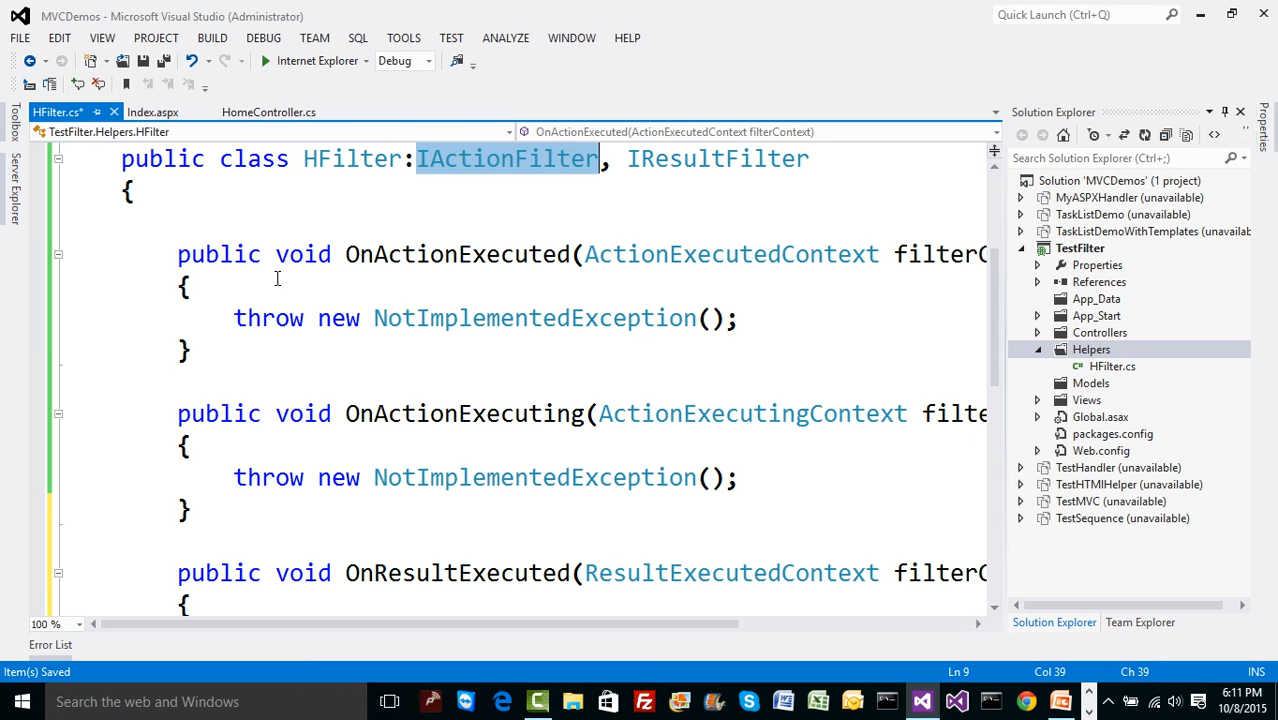 MVCDemos - Microsoft Visual Studio (Administrator)
Quick Launch (Ctrl+Q)
FILE EDIT VIEW PROJECT BUILD DEBUG TEAM SQL TOOLS TEST ANALYZE WINDOW HELP
Internet Explorer Debug
HFilter.cs* Index.aspx HomeController.cs
TestFilter.Helpers.HFilter
OnActionExecuted(ActionExecutedContext filterContext)
Toolbox
Server Explorer
public class HFilter:IActionFilter, IResultFilter
{
public void OnActionExecuted(ActionExecutedContext filterC
{
throw new NotImplementedException();
}
public void OnActionExecuting(ActionExecutingContext filte
{
throw new NotImplementedException();
}
public void OnResultExecuted(ResultExecutedContext filterC
{
100 %
Solution Explorer
Search Solution Explorer (Ctrl+;)
Solution 'MVCDemos' (1 project)
MyASPXHandler (unavailable)
TaskListDemo (unavailable)
TaskListDemoWithTemplates (unavailable)
TestFilter
Properties
References
App_Data
App_Start
Controllers
Helpers
HFilter.cs
Models
Views
Global.asax
packages.config
Web.config
TestHandler (unavailable)
TestHTMLHelper (unavailable)
TestMVC (unavailable)
TestSequence (unavailable)
Solution Explorer Team Explorer
Properties
Error List
Item(s) Saved
Ln 9 Col 39 Ch 39 INS
Search the web and Windows
6:11 PM
10/8/2015